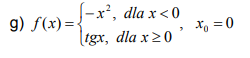 g) f(x) = { -x², dla x < 0
{ tgx, dla x ≥ 0 , x₀ = 0